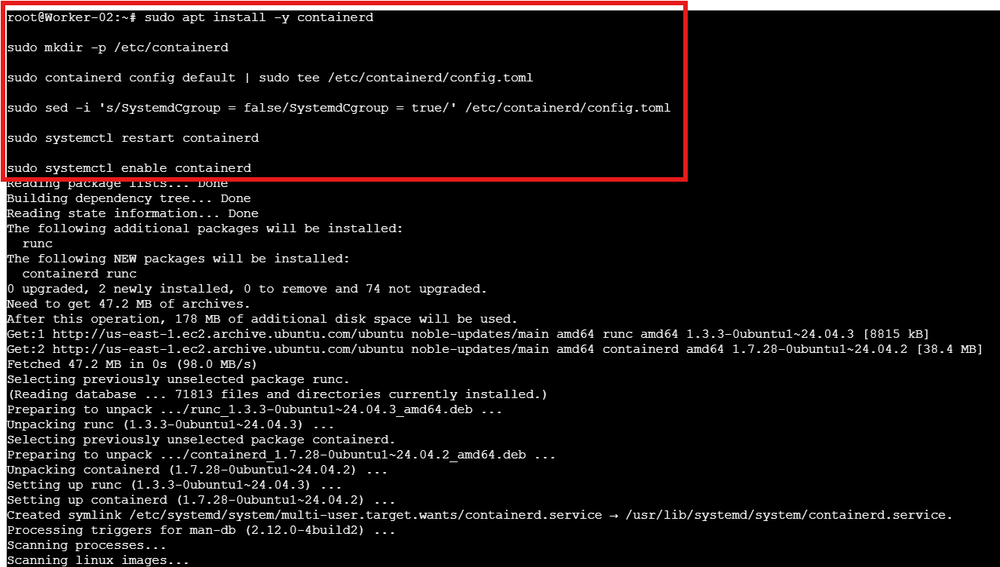 root@Worker-02:~# sudo apt install -y containerd
sudo mkdir -p /etc/containerd
sudo containerd config default | sudo tee /etc/containerd/config.toml
sudo sed -i 's/SystemdCgroup = false/SystemdCgroup = true/' /etc/containerd/config.toml
sudo systemctl restart containerd
sudo systemctl enable containerd
Reading package lists... Done
Building dependency tree... Done
Reading state information... Done
The following additional packages will be installed:
  runc
The following NEW packages will be installed:
  containerd runc
0 upgraded, 2 newly installed, 0 to remove and 74 not upgraded.
Need to get 47.2 MB of archives.
After this operation, 178 MB of additional disk space will be used.
Get:1 http://us-east-1.ec2.archive.ubuntu.com/ubuntu noble-updates/main amd64 runc amd64 1.3.3-0ubuntu1~24.04.3 [8815 kB]
Get:2 http://us-east-1.ec2.archive.ubuntu.com/ubuntu noble-updates/main amd64 containerd amd64 1.7.28-0ubuntu1~24.04.2 [38.4 MB]
Fetched 47.2 MB in 0s (98.0 MB/s)
Selecting previously unselected package runc.
(Reading database ... 71813 files and directories currently installed.)
Preparing to unpack .../runc_1.3.3-0ubuntu1~24.04.3_amd64.deb ...
Unpacking runc (1.3.3-0ubuntu1~24.04.3) ...
Selecting previously unselected package containerd.
Preparing to unpack .../containerd_1.7.28-0ubuntu1~24.04.2_amd64.deb ...
Unpacking containerd (1.7.28-0ubuntu1~24.04.2) ...
Setting up runc (1.3.3-0ubuntu1~24.04.3) ...
Setting up containerd (1.7.28-0ubuntu1~24.04.2) ...
Created symlink /etc/systemd/system/multi-user.target.wants/containerd.service → /usr/lib/systemd/system/containerd.service.
Processing triggers for man-db (2.12.0-4build2) ...
Scanning processes...
Scanning linux images...